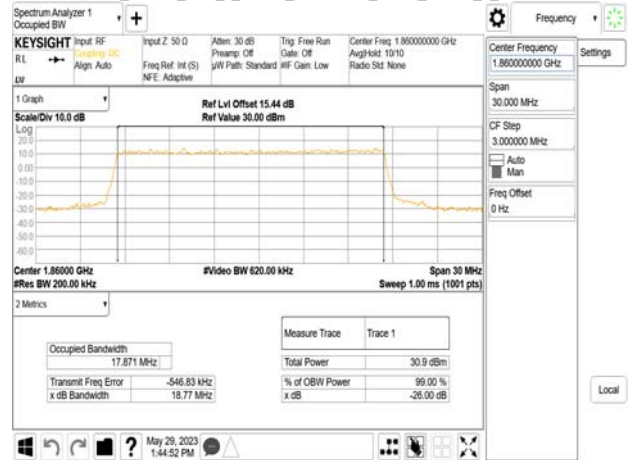 Spectrum Analyzer 1
Occupied BW
Frequency
KEYSIGHT Input: RF
Coupling: DC
Align: Auto
RL
Input Z: 50 Ω
Freq Ref: Int (S)
NFE: Adaptive
Atten: 30 dB
Preamp: Off
µW Path: Standard
Trig: Free Run
Gate: Off
#IF Gain: Low
Center Freq: 1.860000000 GHz
Avg|Hold: 10/10
Radio Std: None
Center Frequency
1.860000000 GHz
Settings
Span
30.000 MHz
CF Step
3.000000 MHz
Auto
Man
Freq Offset
0 Hz
Local
1 Graph
Scale/Div 10.0 dB
Ref Lvl Offset 15.44 dB
Ref Value 30.00 dBm
Log
20.0
10.0
0.00
-10.0
-20.0
-30.0
-40.0
-50.0
-60.0
Center 1.86000 GHz
#Video BW 620.00 kHz
Span 30 MHz
#Res BW 200.00 kHz
Sweep 1.00 ms (1001 pts)
2 Metrics
Measure Trace Trace 1
Occupied Bandwidth
17.871 MHz
Total Power 30.9 dBm
Transmit Freq Error -546.83 kHz
% of OBW Power 99.00 %
x dB Bandwidth 18.77 MHz
x dB -26.00 dB
May 29, 2023
1:44:52 PM